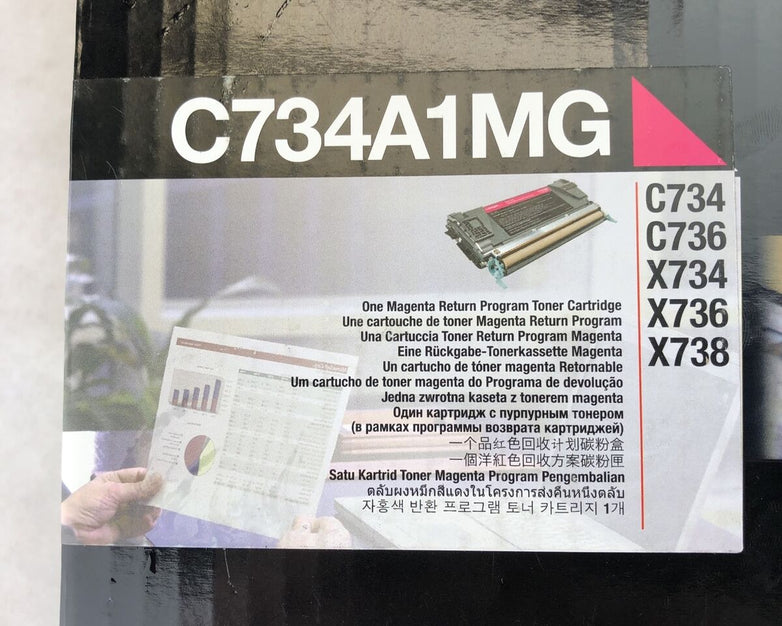 C734A1MG
C734
C736
X734
X736
X738
One Magenta Return Program Toner Cartridge
Une cartouche de toner Magenta Return Program
Una Cartuccia Toner Return Program Magenta
Eine Rückgabe-Tonerkassette Magenta
Un cartucho de tóner magenta Retornable
Um cartucho de toner magenta do Programa de devolução
Jedna zwrotna kaseta z tonerem magenta
Один картридж с пурпурным тонером
(в рамках программы возврата картриджей)
一个品红色回收计划碳粉盒
一個洋紅色回收方案碳粉匣
Satu Kartrid Toner Magenta Program Pengembalian
ตลับผงหมึกสีแดงในโครงการส่งคืนหนึ่งตลับ
자홍색 반환 프로그램 토너 카트리지 1개